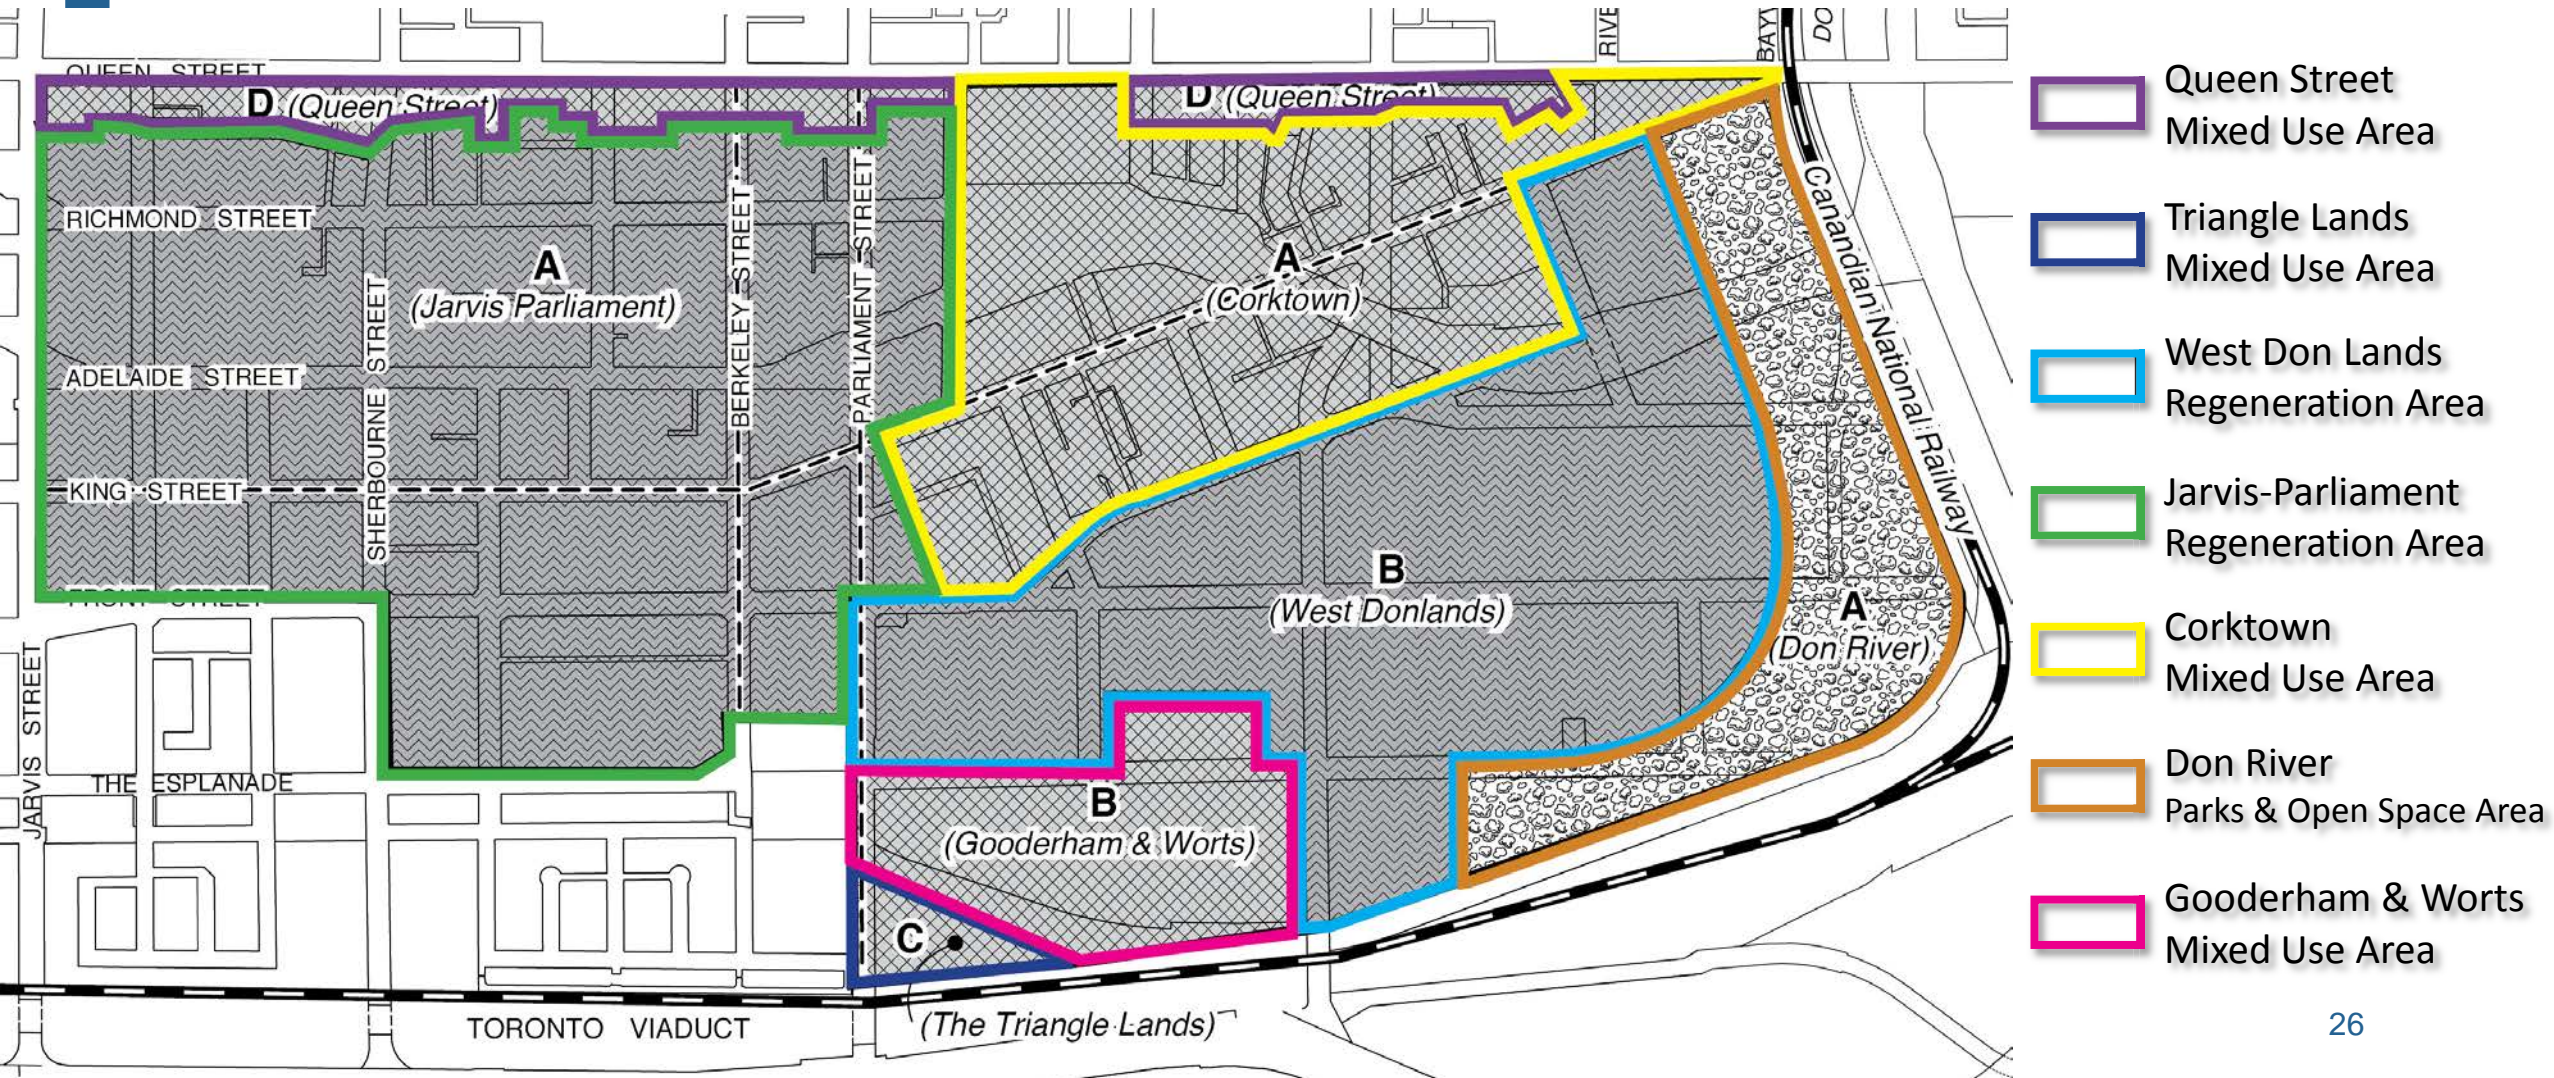 QUEEN STREET
RIVE
BAYV
DO
D (Queen Street)
D (Queen Street)
RICHMOND STREET
A
(Jarvis Parliament)
SHERBOURNE STREET
BERKELEY STREET
PARLIAMENT STREET
A
(Corktown)
Canandian National Railway
ADELAIDE STREET
KING STREET
FRONT STREET
B
(West Donlands)
A
(Don River)
JARVIS STREET
THE ESPLANADE
B
(Gooderham & Worts)
C
(The Triangle Lands)
TORONTO VIADUCT
Queen Street
Mixed Use Area
Triangle Lands
Mixed Use Area
West Don Lands
Regeneration Area
Jarvis-Parliament
Regeneration Area
Corktown
Mixed Use Area
Don River
Parks & Open Space Area
Gooderham & Worts
Mixed Use Area
26